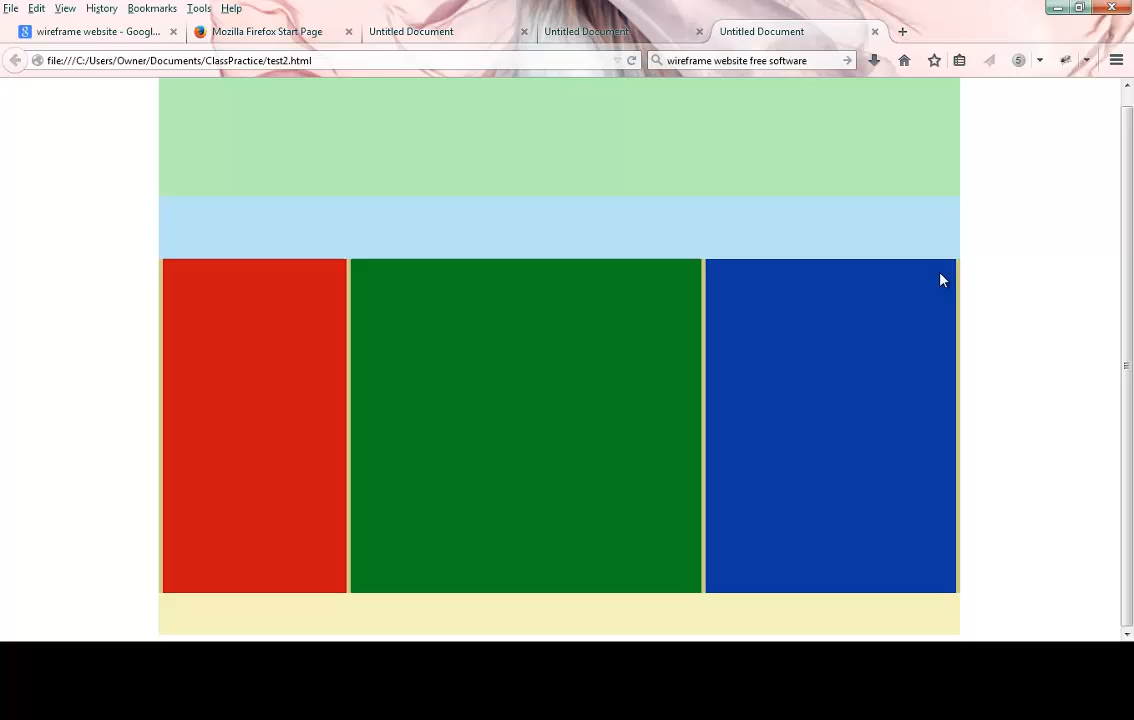 File Edit View History Bookmarks Tools Help
wireframe website - Googl... Mozilla Firefox Start Page Untitled Document Untitled Document Untitled Document
file:///C:/Users/Owner/Documents/ClassPractice/test2.html wireframe website free software 5